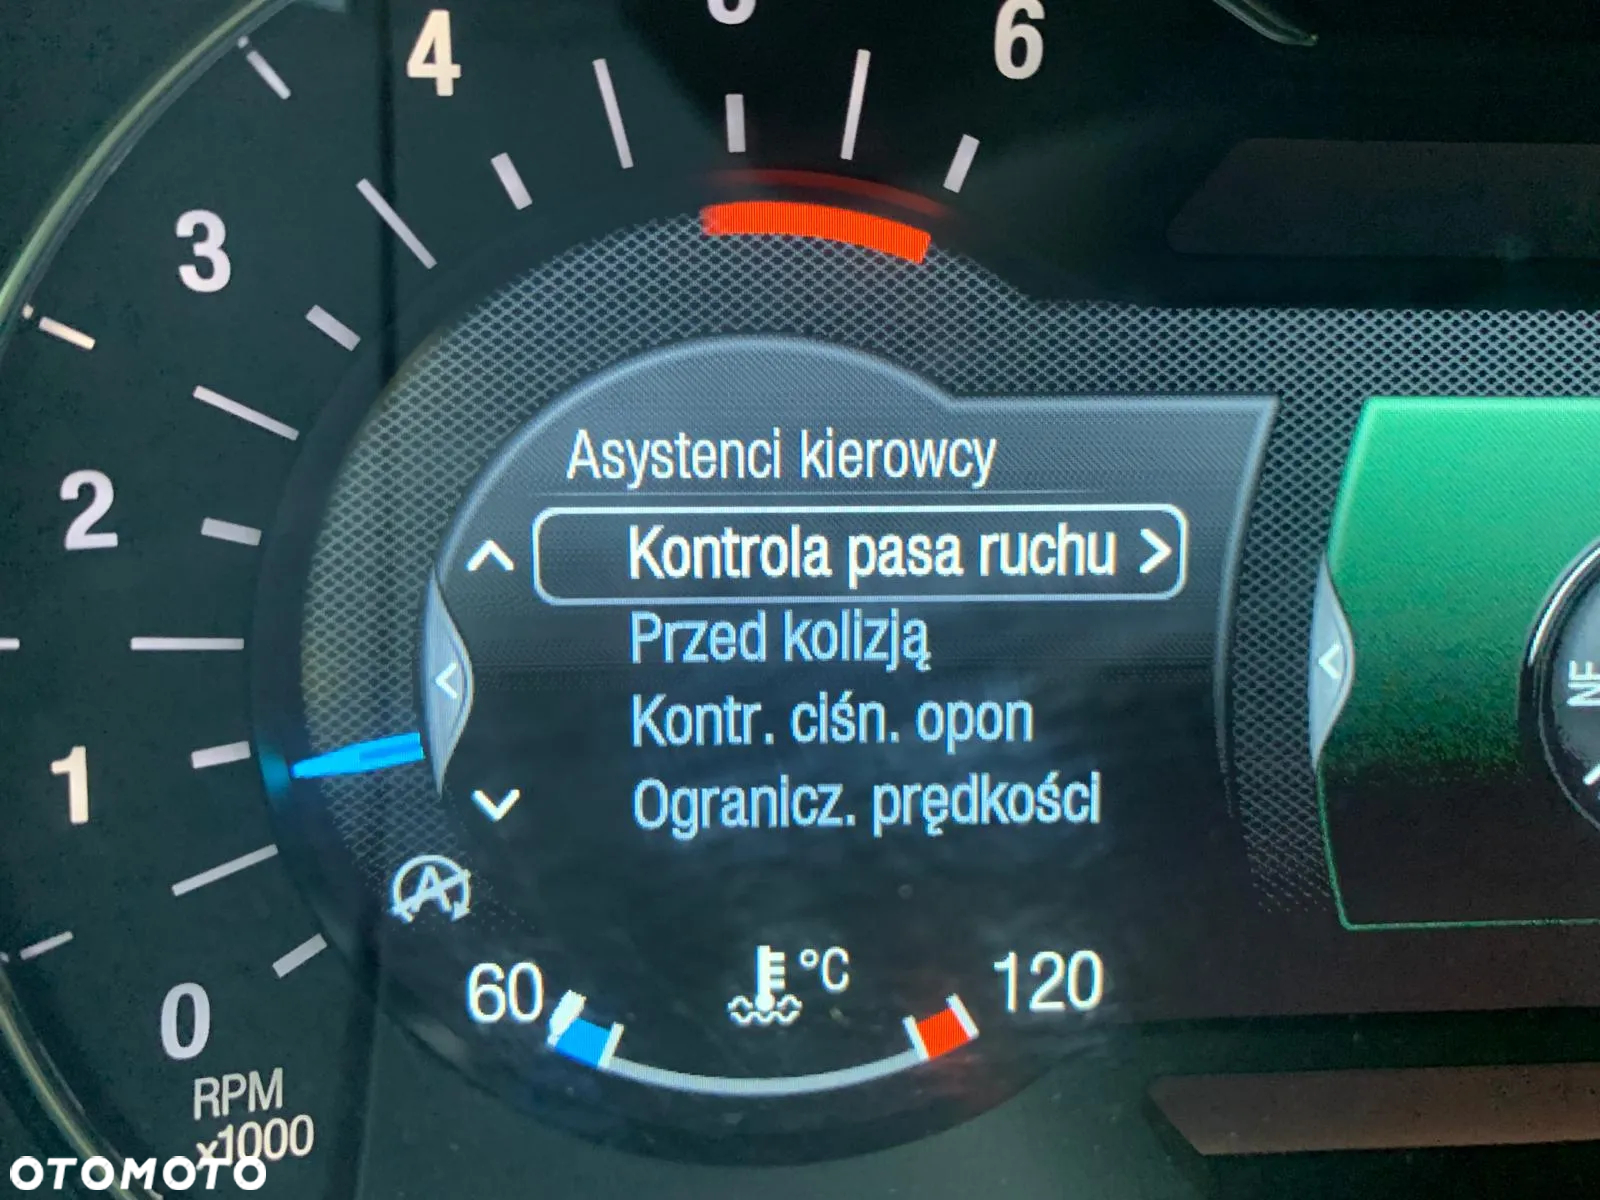 4
6
3
2
1
0
RPM
x1000
Asystenci kierowcy
Kontrola pasa ruchu >
Przed kolizją
Kontr. ciśn. opon
Ogranicz. prędkości
A
60
°C
120
NE
OTOMOTO